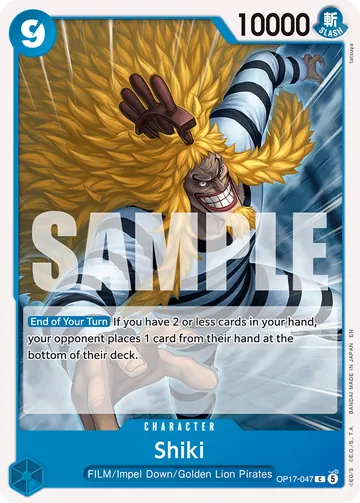 9
10000
斬
SLASH
tatsuya
SAMPLE
End of Your Turn If you have 2 or less cards in your hand,
your opponent places 1 card from their hand at the
bottom of their deck.
CHARACTER
Shiki
FILM/Impel Down/Golden Lion Pirates
OP17-047 C 5
BANDAI MADE IN JAPAN EN